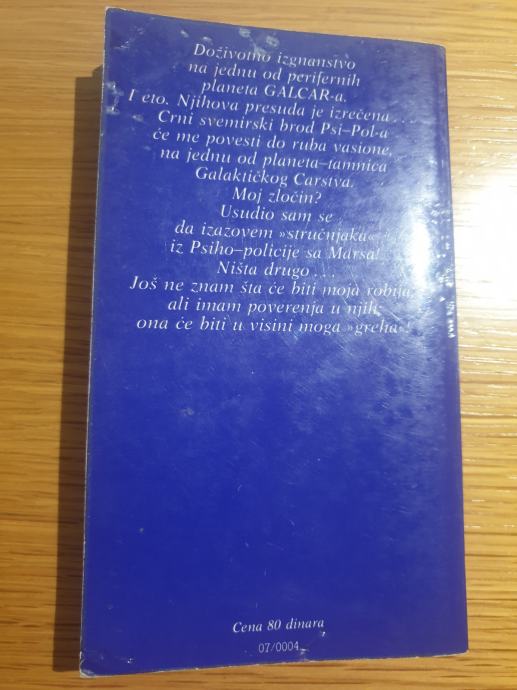 Doživotno izgnanstvo
na jednu od perifernih
planeta GALCAR-a.
I eto. Njihova presuda je izrečena . . .
Crni svemirski brod Psi–Pol-a
će me povesti do ruba vasione,
na jednu od planeta–tamnica
Galaktičkog Carstva.
Moj zločin?
Usudio sam se
da izazovem »stručnjaka«
iz Psiho–policije sa Marsa!
Ništa drugo . . .
Još ne znam šta će biti moja robija
ali imam poverenja u njih,
ona će biti u visini moga »greha«!
Cena 80 dinara
07/0004